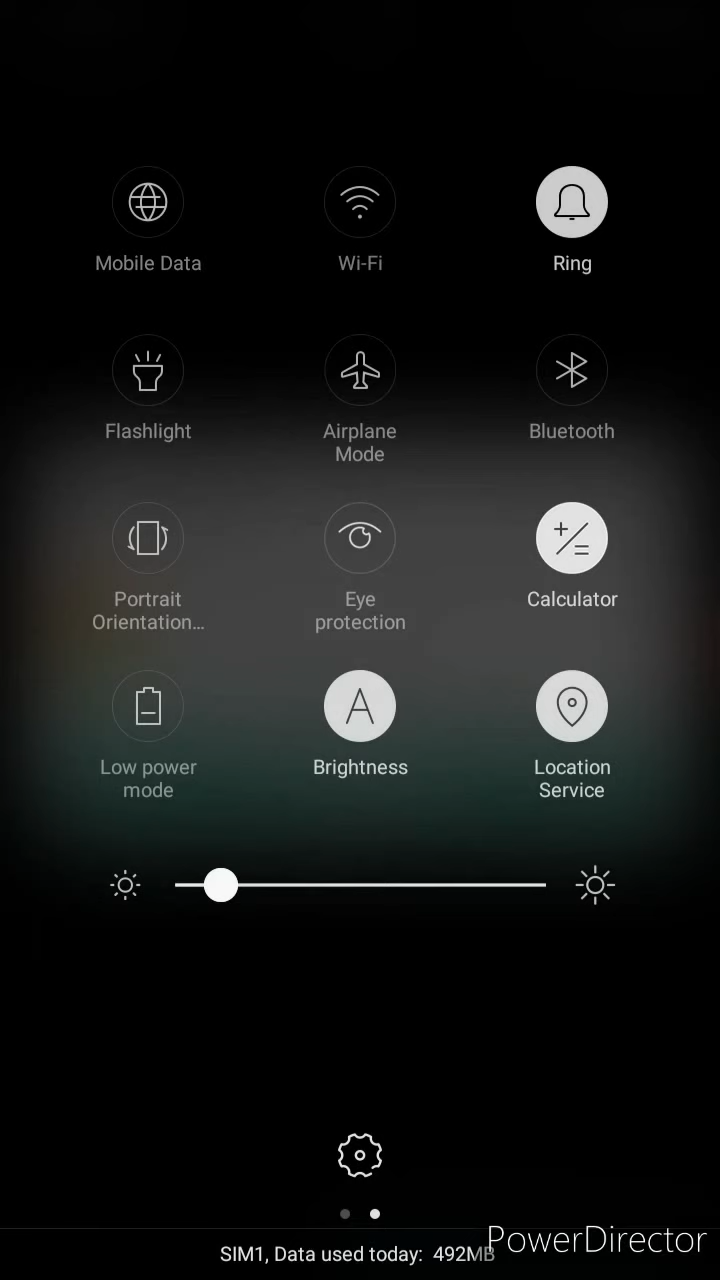 Mobile Data
Wi-Fi
Ring
Flashlight
Airplane
Mode
Bluetooth
Portrait
Orientation...
Eye
protection
Calculator
Low power
mode
A
Brightness
Location
Service
SIM1, Data used today: 492MB
PowerDirector